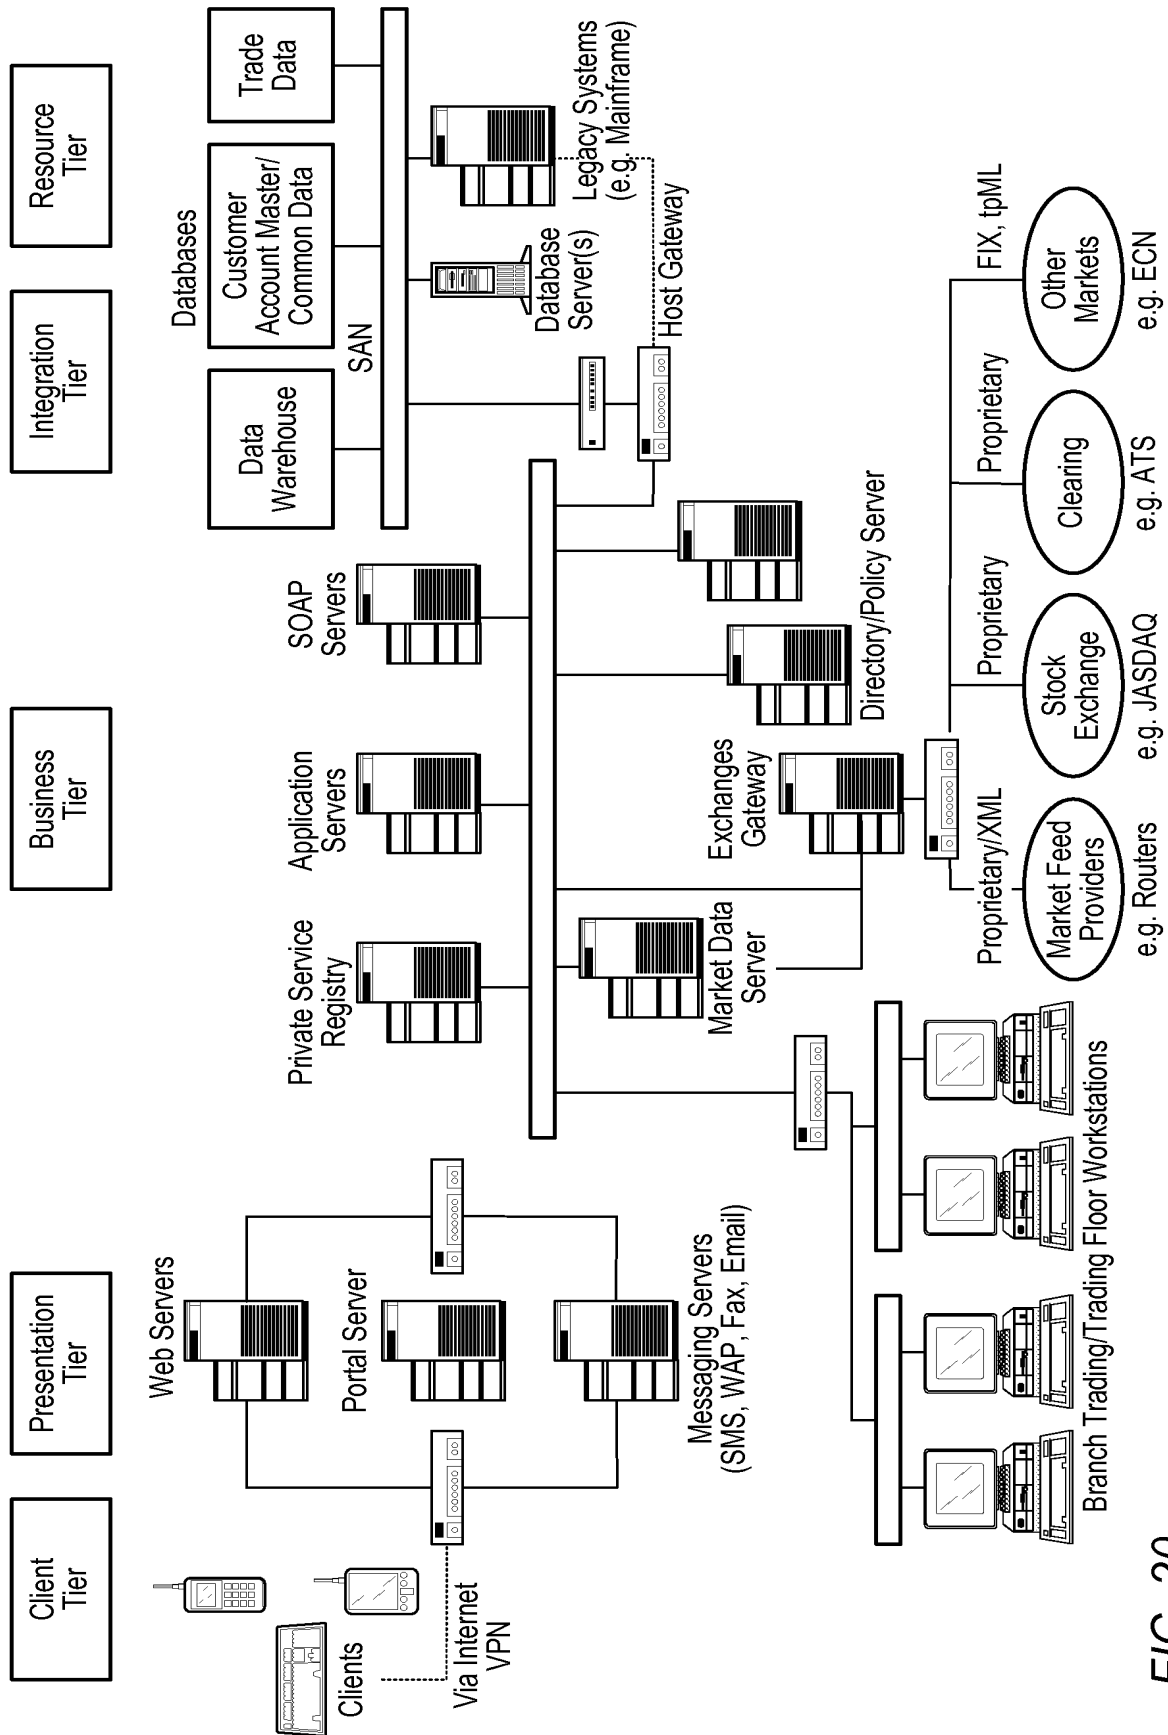 Client
Tier
Presentation
Tier
Business
Tier
Integration
Tier
Resource
Tier
Clients
Via Internet
VPN
Web Servers
Portal Server
Messaging Servers
(SMS, WAP, Fax, Email)
Private Service
Registry
Application
Servers
SOAP
Servers
Databases
Data
Warehouse
Customer
Account Master/
Common Data
Trade
Data
SAN
Database
Server(s)
Legacy Systems
(e.g. Mainframe)
Host Gateway
Market Data
Server
Exchanges
Gateway
Directory/Policy Server
Branch Trading/Trading Floor Workstations
Proprietary/XML
Proprietary
Proprietary
FIX, tpML
Market Feed
Providers
Stock
Exchange
Clearing
Other
Markets
e.g. Routers
e.g. JASDAQ
e.g. ATS
e.g. ECN
FIG. 20